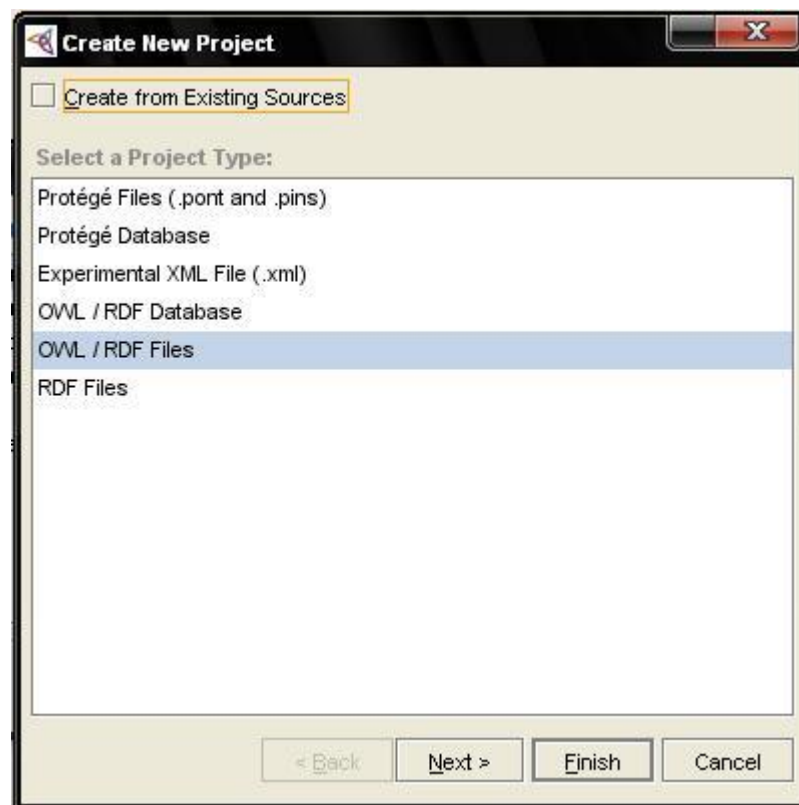 Create New Project
Create from Existing Sources
Select a Project Type:
Protégé Files (.pont and .pins)
Protégé Database
Experimental XML File (.xml)
OWL / RDF Database
OWL / RDF Files
RDF Files
< Back Next > Finish Cancel